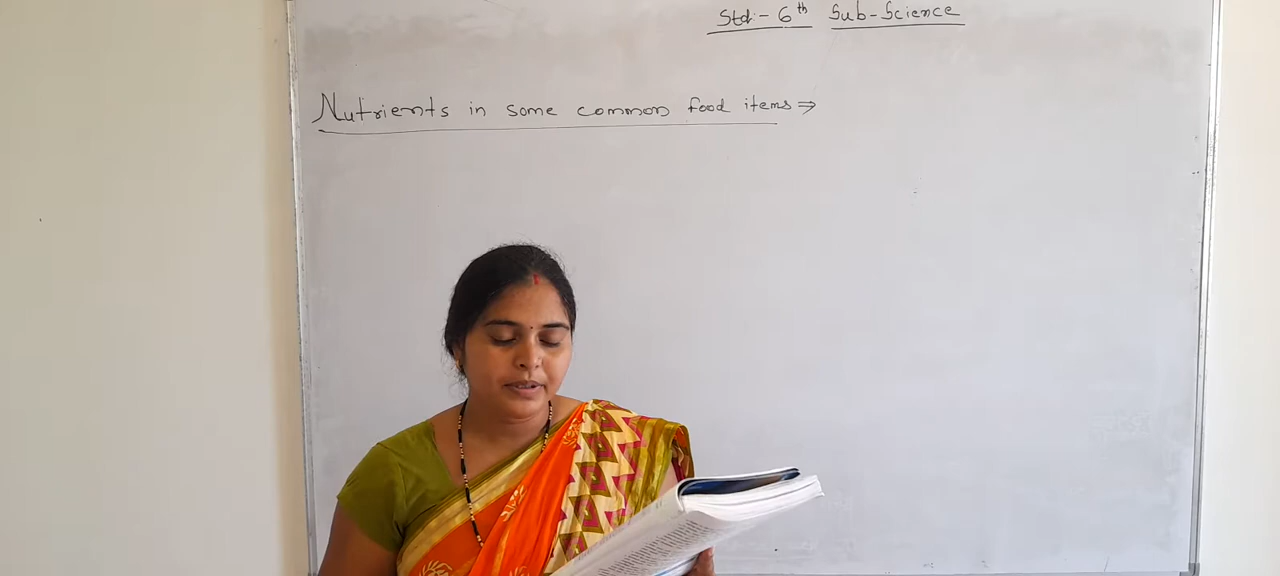 Std:- 6th Sub-Science
Nutrients in some common food items ⇒